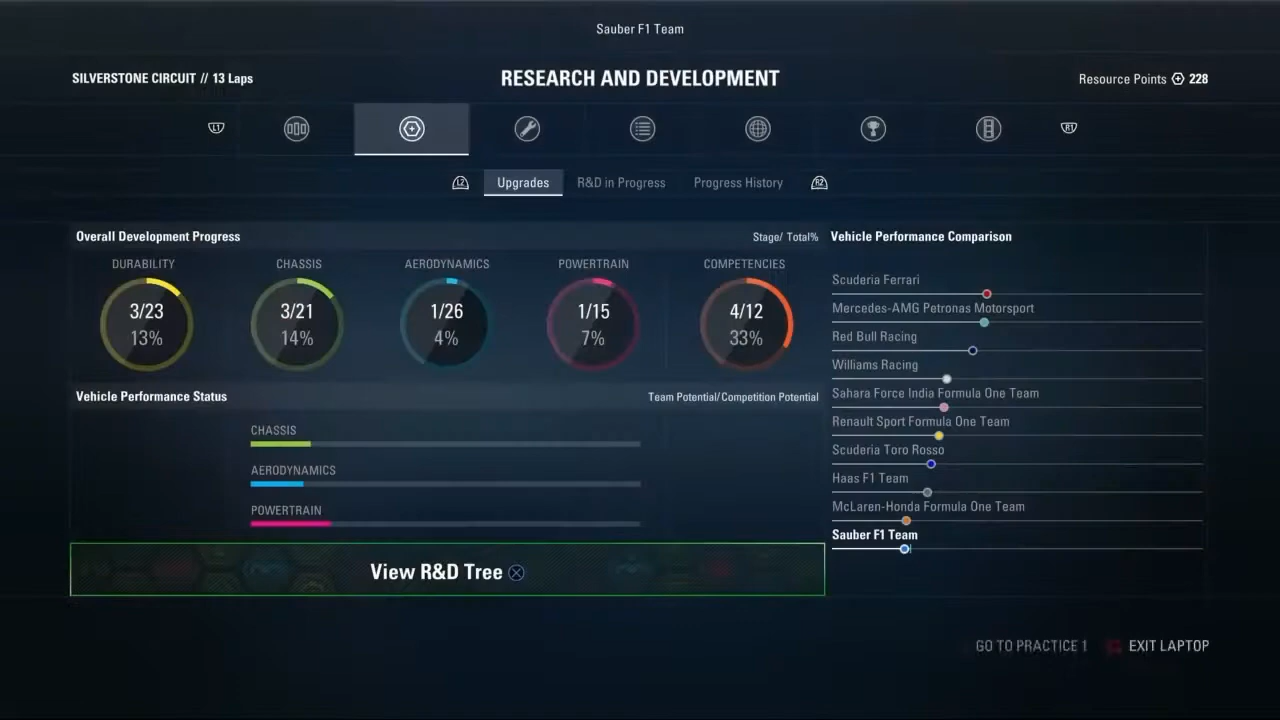 Sauber F1 Team
SILVERSTONE CIRCUIT // 13 Laps
RESEARCH AND DEVELOPMENT
Resource Points 228
L1
R1
L2
Upgrades
R&D in Progress
Progress History
R2
Overall Development Progress
Stage/ Total%
DURABILITY
CHASSIS
AERODYNAMICS
POWERTRAIN
COMPETENCIES
3/23
3/21
1/26
1/15
4/12
13%
14%
4%
7%
33%
Vehicle Performance Status
Team Potential/Competition Potential
CHASSIS
AERODYNAMICS
POWERTRAIN
View R&D Tree
Vehicle Performance Comparison
Scuderia Ferrari
Mercedes-AMG Petronas Motorsport
Red Bull Racing
Williams Racing
Sahara Force India Formula One Team
Renault Sport Formula One Team
Scuderia Toro Rosso
Haas F1 Team
McLaren-Honda Formula One Team
Sauber F1 Team
GO TO PRACTICE 1
EXIT LAPTOP